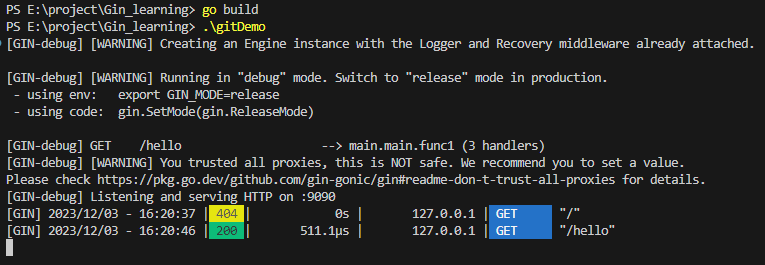 PS E:\project\Gin_learning> go build
PS E:\project\Gin_learning> .\gitDemo
[GIN-debug] [WARNING] Creating an Engine instance with the Logger and Recovery middleware already attached.

[GIN-debug] [WARNING] Running in "debug" mode. Switch to "release" mode in production.
 - using env:   export GIN_MODE=release
 - using code:  gin.SetMode(gin.ReleaseMode)

[GIN-debug] GET    /hello                    --> main.main.func1 (3 handlers)
[GIN-debug] [WARNING] You trusted all proxies, this is NOT safe. We recommend you to set a value.
Please check https://pkg.go.dev/github.com/gin-gonic/gin#readme-don-t-trust-all-proxies for details.
[GIN-debug] Listening and serving HTTP on :9090
[GIN] 2023/12/03 - 16:20:37 | 404 |            0s |       127.0.0.1 | GET      "/"
[GIN] 2023/12/03 - 16:20:46 | 200 |       511.1µs |       127.0.0.1 | GET      "/hello"